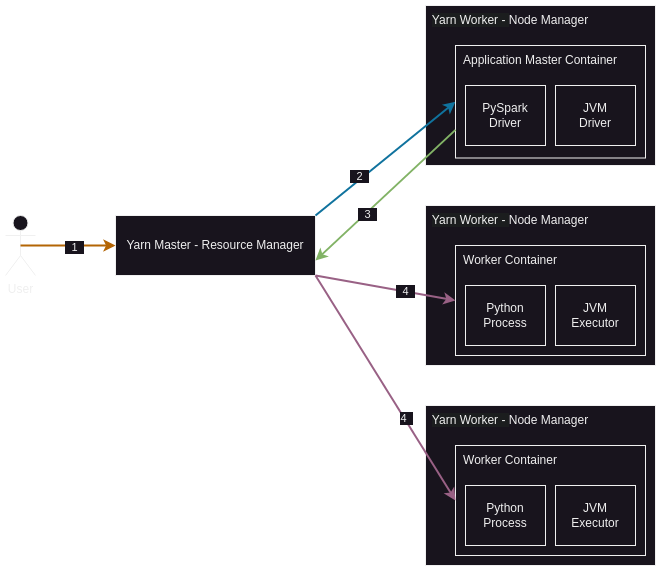 Yarn Worker - Node Manager
Application Master Container
PySpark
Driver
JVM
Driver
2
3
1
User
Yarn Master - Resource Manager
Yarn Worker - Node Manager
Worker Container
Python
Process
JVM
Executor
4
4
Yarn Worker - Node Manager
Worker Container
Python
Process
JVM
Executor